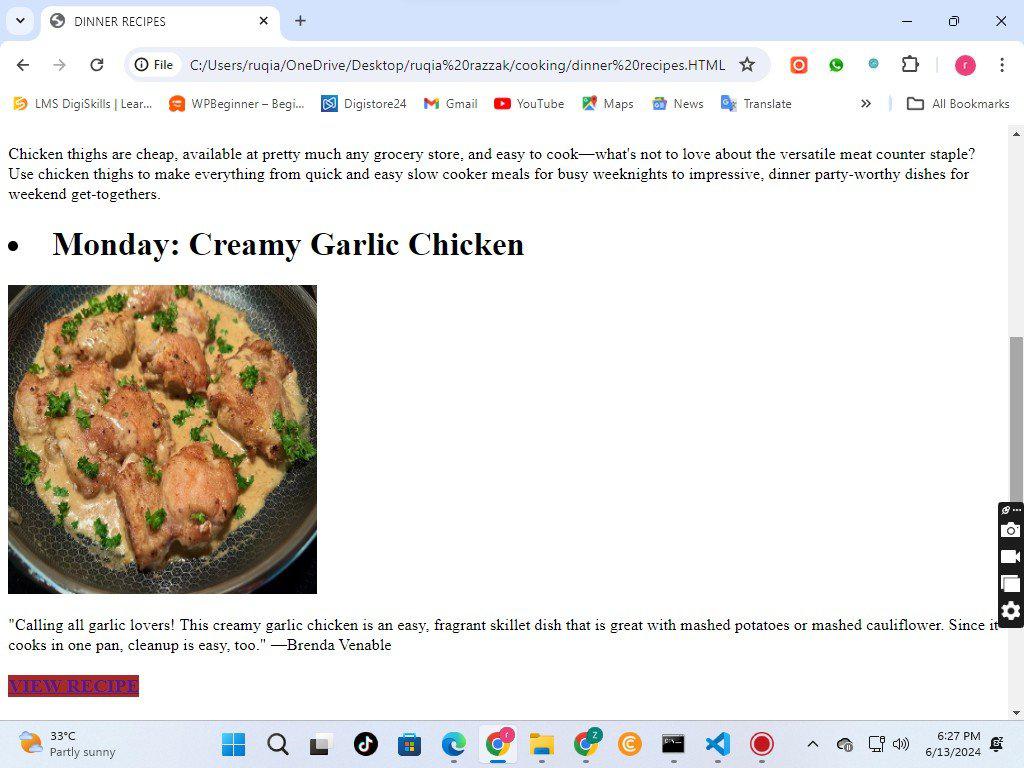 DINNER RECIPES
File C:/Users/ruqia/OneDrive/Desktop/ruqia%20razzak/cooking/dinner%20recipes.HTML r
LMS DigiSkills | Lear... WPBeginner – Begi... Digistore24 Gmail YouTube Maps News Translate All Bookmarks
Chicken thighs are cheap, available at pretty much any grocery store, and easy to cook—what's not to love about the versatile meat counter staple?
Use chicken thighs to make everything from quick and easy slow cooker meals for busy weeknights to impressive, dinner party-worthy dishes for
weekend get-togethers.
• Monday: Creamy Garlic Chicken
"Calling all garlic lovers! This creamy garlic chicken is an easy, fragrant skillet dish that is great with mashed potatoes or mashed cauliflower. Since it
cooks in one pan, cleanup is easy, too." —Brenda Venable
VIEW RECIPE
33°C
Partly sunny
r
Z
6:27 PM
6/13/2024